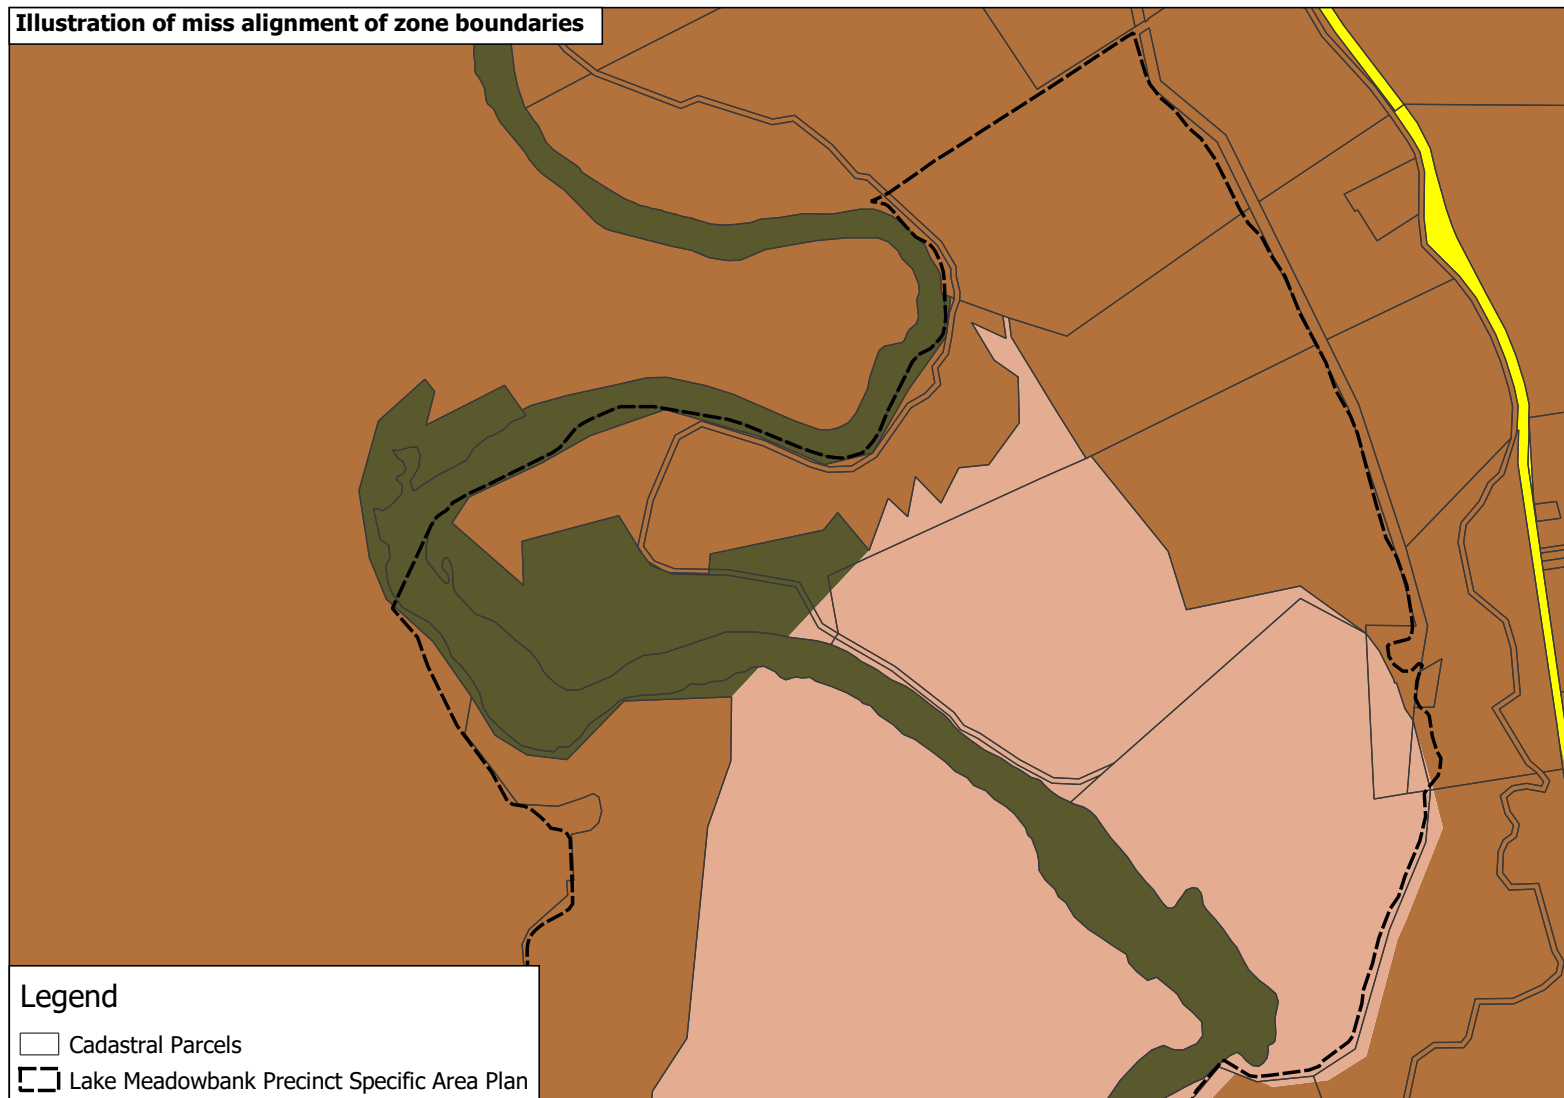 Illustration of miss alignment of zone boundaries
Legend
Cadastral Parcels
Lake Meadowbank Precinct Specific Area Plan